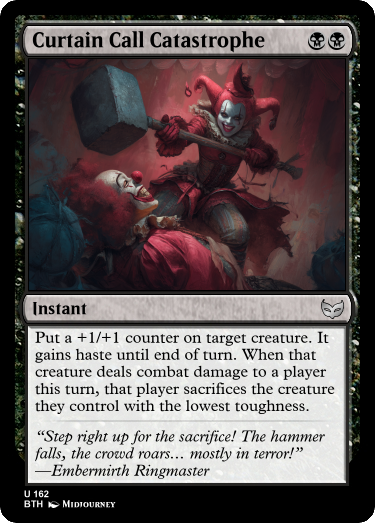 Curtain Call Catastrophe
Instant
Put a +1/+1 counter on target creature. It
gains haste until end of turn. When that
creature deals combat damage to a player
this turn, that player sacrifices the creature
they control with the lowest toughness.
“Step right up for the sacrifice! The hammer
falls, the crowd roars… mostly in terror!”
—Embermirth Ringmaster
U 162
BTH Midjourney